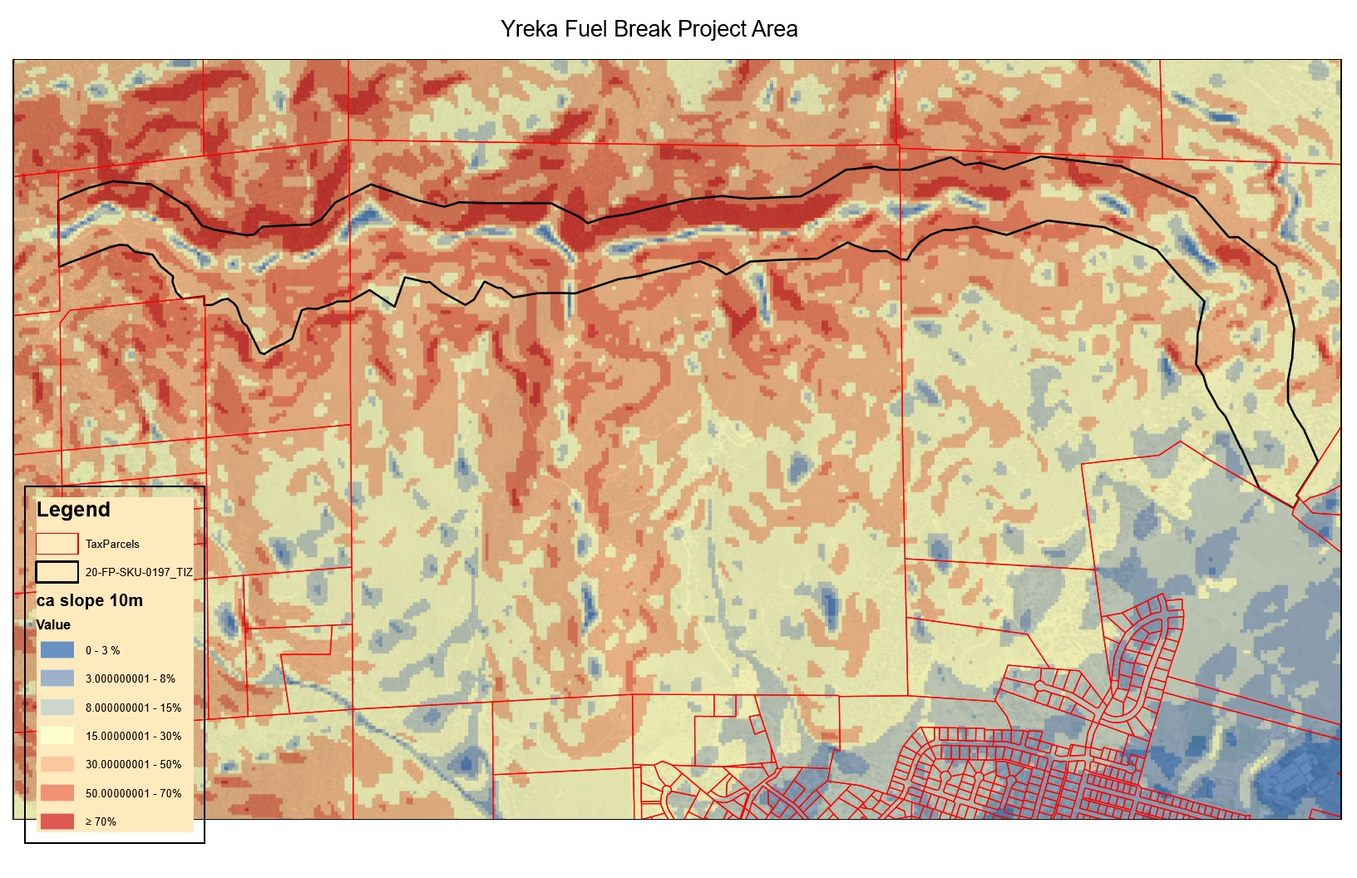 Yreka Fuel Break Project Area
Legend
TaxParcels
20-FP-SKU-0197_TIZ
ca slope 10m
Value
0 - 3 %
3.000000001 - 8%
8.000000001 - 15%
15.00000001 - 30%
30.00000001 - 50%
50.00000001 - 70%
≥ 70%